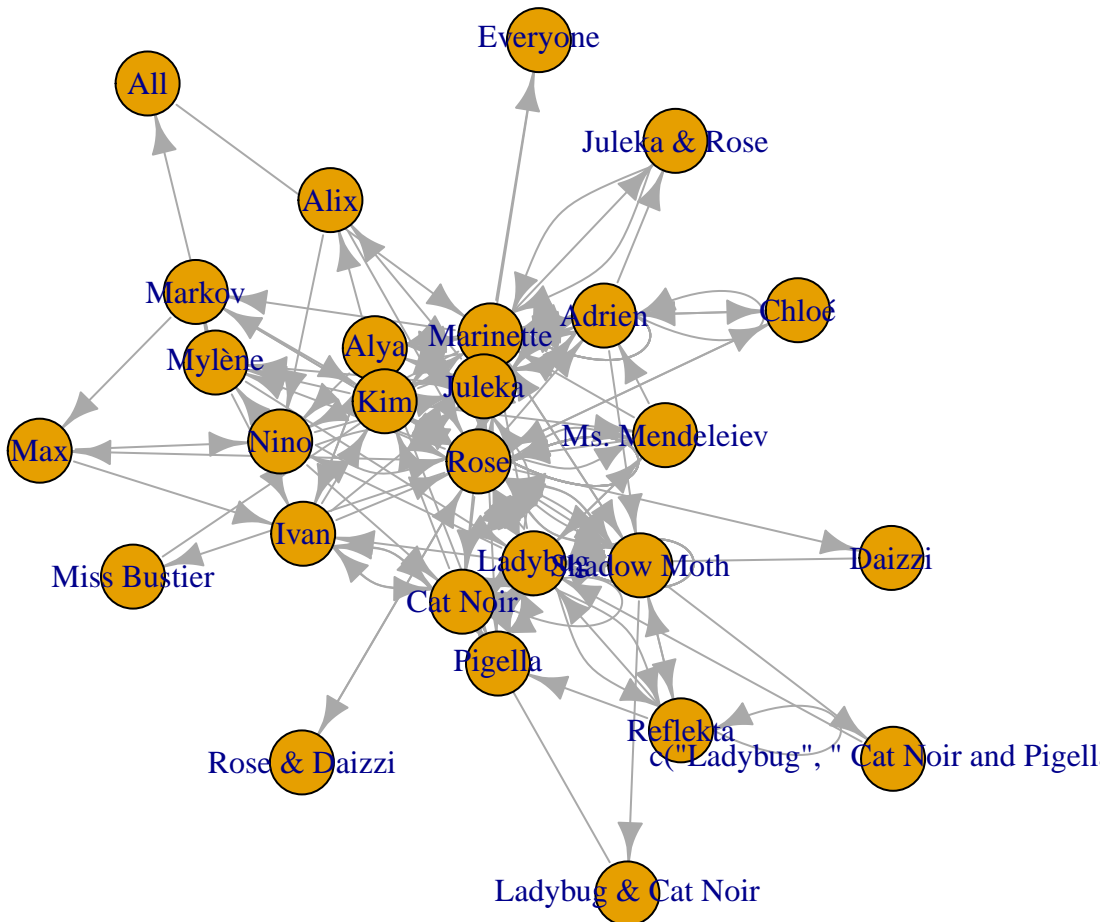 Everyone
All
Juleka & Rose
Alix
Markov
Chloé
Adrien
Marinette
Alya
Mylène
Juleka
Kim
Ms. Mendeleiev
Nino
Max
Rose
Ivan
Daizzi
Ladybug
Shadow Moth
Miss Bustier
Cat Noir
Pigella
Reflekta
c("Ladybug", " Cat Noir and Pigell
Rose & Daizzi
Ladybug & Cat Noir